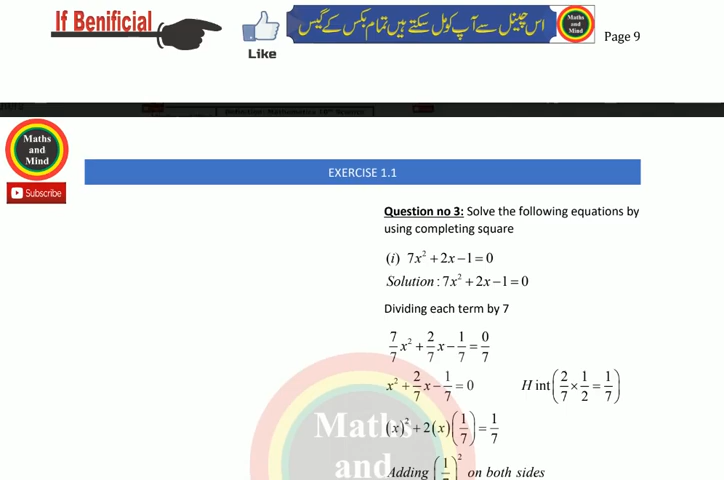 If Benificial
Like
اس چینل سے آپ کو مل سکتے ہیں تمام بکس کے گیس
Maths
and
Mind
Page 9
Maths
and
Mind
Subscribe
EXERCISE 1.1
Question no 3: Solve the following equations by
using completing square
(i) 7x² + 2x − 1 = 0
Solution : 7x² + 2x − 1 = 0
Dividing each term by 7
7/7 x² + 2/7 x − 1/7 = 0/7
x² + 2/7 x − 1/7 = 0 H int (2/7 × 1/2 = 1/7)
(x)² + 2(x)(1/7) = 1/7
Maths
and
Adding (1/7)² on both sides